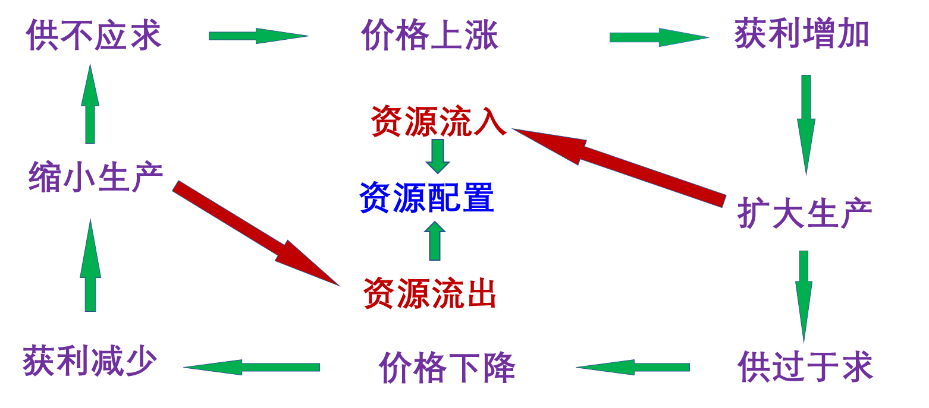 供不应求
价格上涨
获利增加
资源流入
缩小生产
资源配置
扩大生产
资源流出
获利减少
价格下降
供过于求